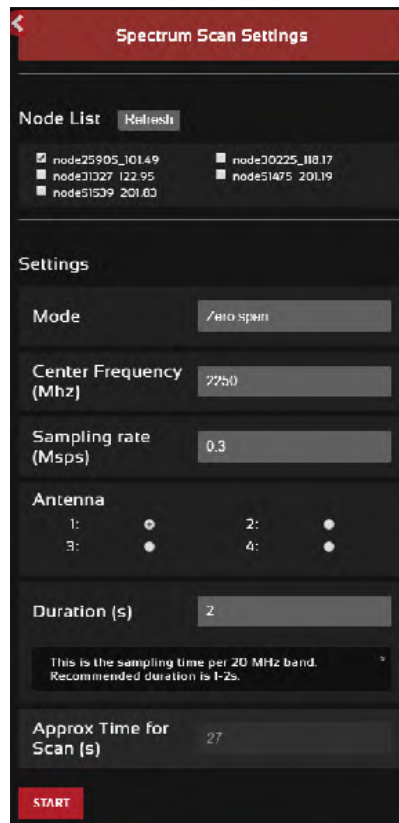 Spectrum Scan Settings
Node List Refresh
node25905_101.49 node30225_118.17
node31327_122.95 node51475_201.19
node51539_201.83
Settings
Mode Zero span
Center Frequency (Mhz) 2250
Sampling rate (Msps) 0.3
Antenna
1: 2:
3: 4:
Duration (s) 2
This is the sampling time per 20 MHz band. *
Recommended duration is 1-2s.
Approx Time for Scan (s) 27
START